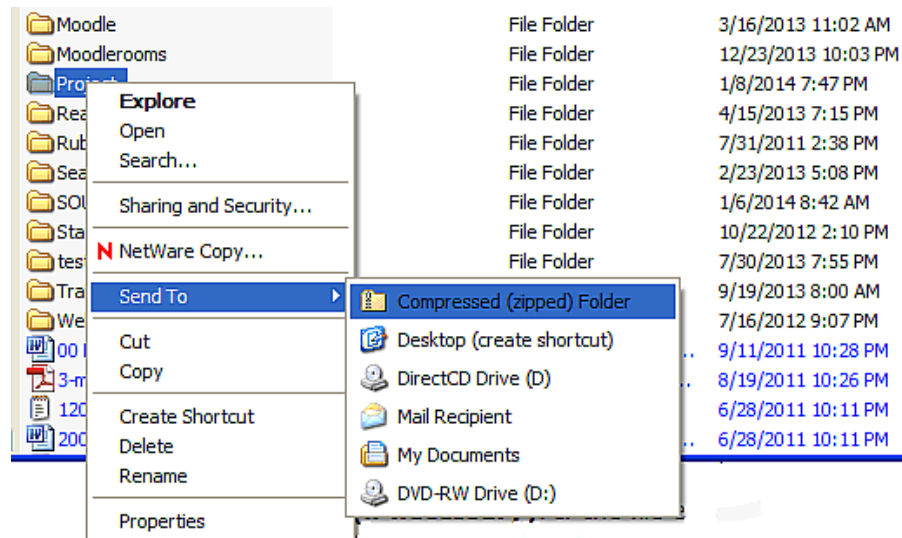 Moodle File Folder 3/16/2013 11:02 AM
Moodlerooms File Folder 12/23/2013 10:03 PM
File Folder 1/8/2014 7:47 PM
File Folder 4/15/2013 7:15 PM
File Folder 7/31/2011 2:38 PM
File Folder 2/23/2013 5:08 PM
File Folder 1/6/2014 8:42 AM
File Folder 10/22/2012 2:10 PM
File Folder 7/30/2013 7:55 PM
9/19/2013 8:00 AM
7/16/2012 9:07 PM
00 .. 9/11/2011 10:28 PM
.. 8/19/2011 10:26 PM
6/28/2011 10:11 PM
.. 6/28/2011 10:11 PM
Explore
Open
Search...
Sharing and Security...
N NetWare Copy...
Send To
Cut
Copy
Create Shortcut
Delete
Rename
Properties
Compressed (zipped) Folder
Desktop (create shortcut)
DirectCD Drive (D)
Mail Recipient
My Documents
DVD-RW Drive (D:)